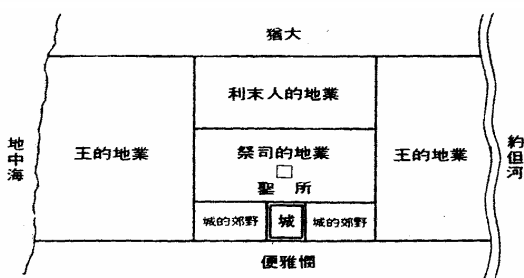 猶大
利末人的地業
地中海
王的地業
祭司的地業
聖所
王的地業
約但河
城的郊野
城
城的郊野
便雅憫